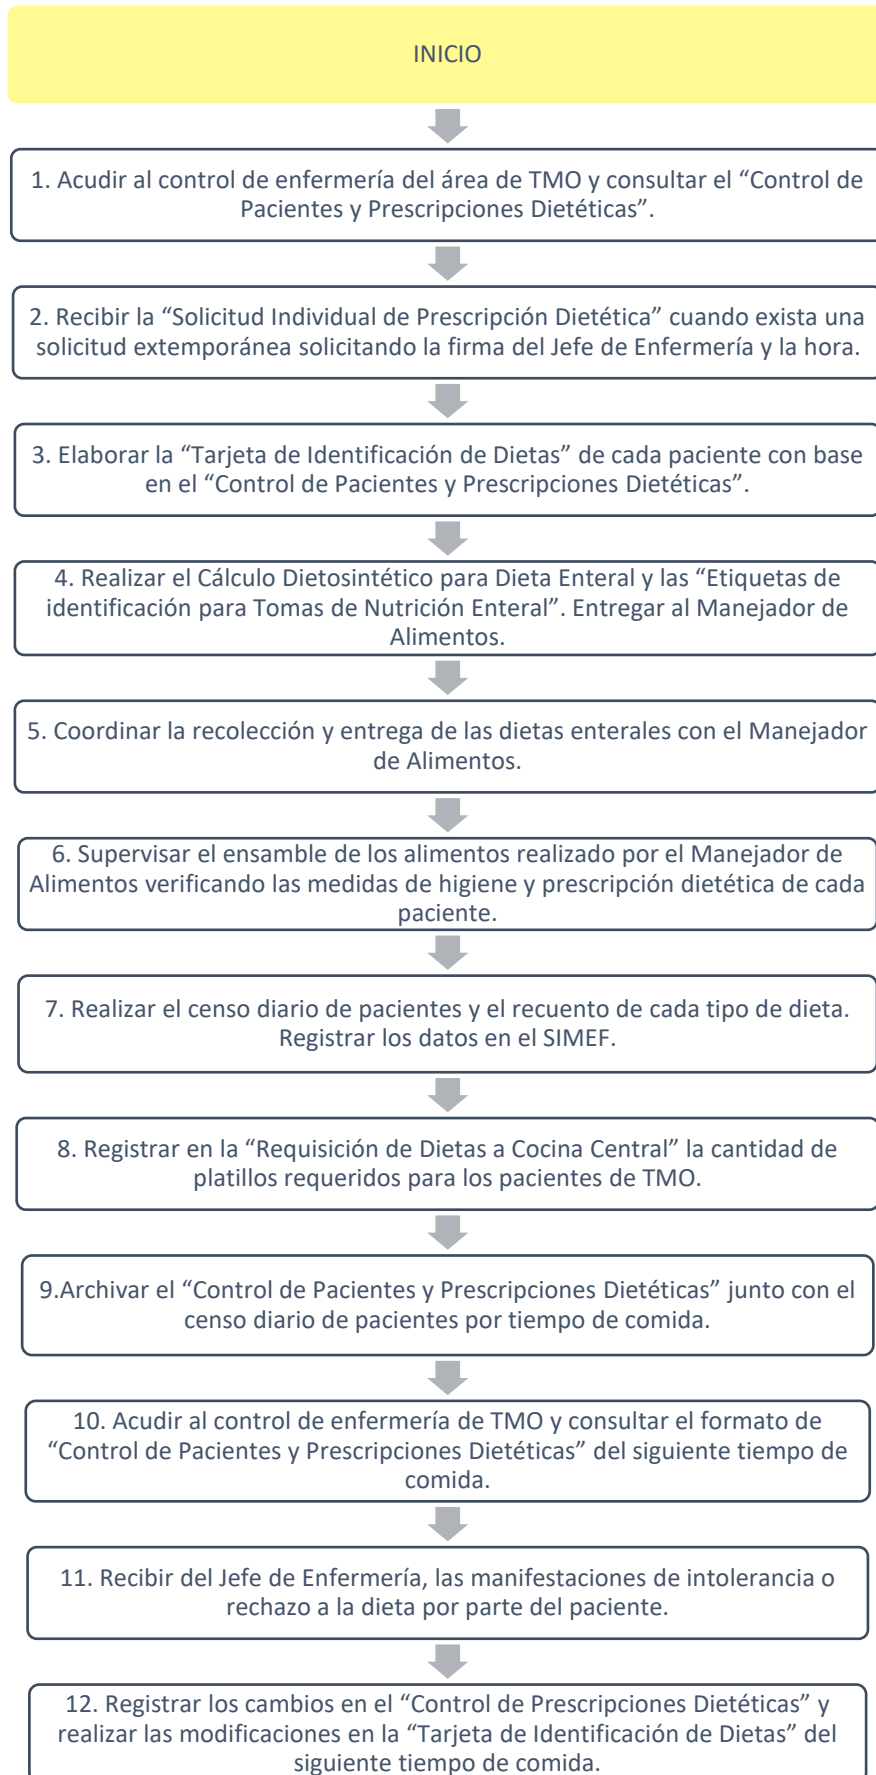 INICIO
1. Acudir al control de enfermería del área de TMO y consultar el “Control de
Pacientes y Prescripciones Dietéticas”.
2. Recibir la “Solicitud Individual de Prescripción Dietética” cuando exista una
solicitud extemporánea solicitando la firma del Jefe de Enfermería y la hora.
3. Elaborar la “Tarjeta de Identificación de Dietas” de cada paciente con base
en el “Control de Pacientes y Prescripciones Dietéticas”.
4. Realizar el Cálculo Dietosintético para Dieta Enteral y las “Etiquetas de
identificación para Tomas de Nutrición Enteral”. Entregar al Manejador de
Alimentos.
5. Coordinar la recolección y entrega de las dietas enterales con el Manejador
de Alimentos.
6. Supervisar el ensamble de los alimentos realizado por el Manejador de
Alimentos verificando las medidas de higiene y prescripción dietética de cada
paciente.
7. Realizar el censo diario de pacientes y el recuento de cada tipo de dieta.
Registrar los datos en el SIMEF.
8. Registrar en la “Requisición de Dietas a Cocina Central” la cantidad de
platillos requeridos para los pacientes de TMO.
9.Archivar el “Control de Pacientes y Prescripciones Dietéticas” junto con el
censo diario de pacientes por tiempo de comida.
10. Acudir al control de enfermería de TMO y consultar el formato de
“Control de Pacientes y Prescripciones Dietéticas” del siguiente tiempo de
comida.
11. Recibir del Jefe de Enfermería, las manifestaciones de intolerancia o
rechazo a la dieta por parte del paciente.
12. Registrar los cambios en el “Control de Prescripciones Dietéticas” y
realizar las modificaciones en la “Tarjeta de Identificación de Dietas” del
siguiente tiempo de comida.